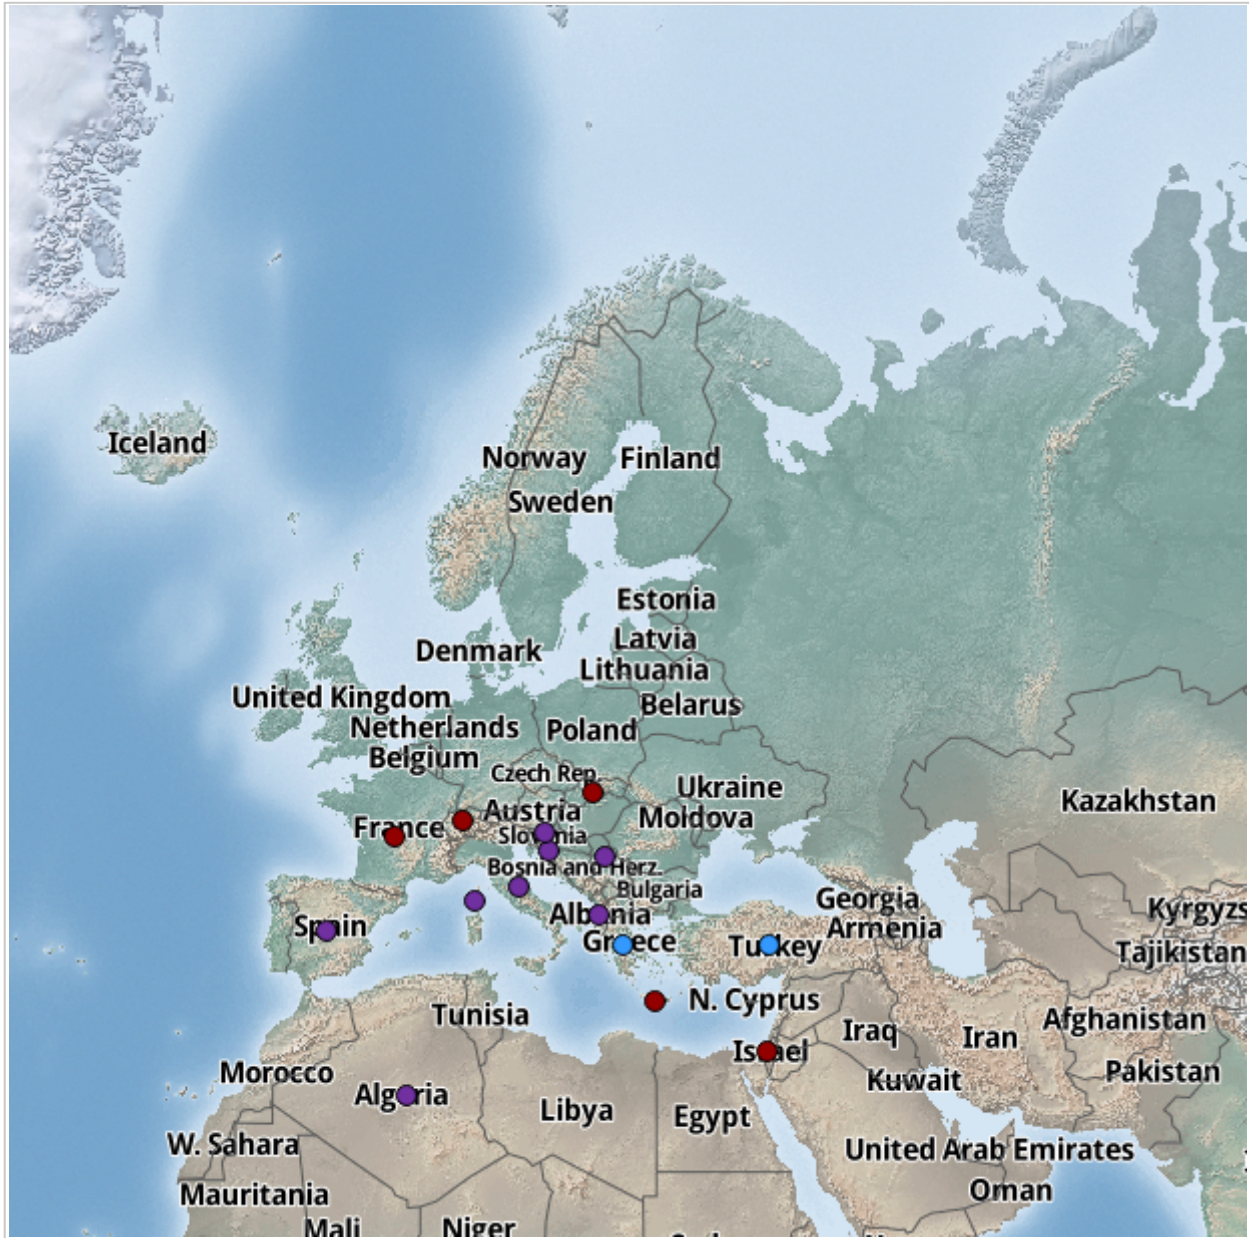 Iceland
Norway
Finland
Sweden
Estonia
Latvia
Denmark
Lithuania
United Kingdom
Belarus
Netherlands
Poland
Belgium
Czech Rep.
Ukraine
Kazakhstan
Austria
Moldova
France
Slovenia
Bosnia and Herz.
Bulgaria
Georgia
Kyrgyzs
Albania
Spain
Armenia
Greece
Turkey
Tajikistan
N. Cyprus
Tunisia
Afghanistan
Iraq
Iran
Israel
Morocco
Kuwait
Pakistan
Algeria
Libya
Egypt
W. Sahara
United Arab Emirates
Mauritania
Oman
Mali
Niger